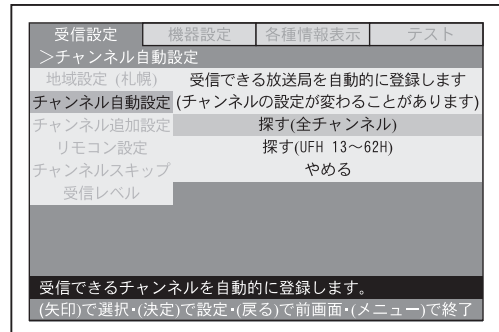 受信設定 機器設定 各種情報表示 テスト
＞チャンネル自動設定
地域設定 (札幌) 受信できる放送局を自動的に登録します
チャンネル自動設定 (チャンネルの設定が変わることがあります)
チャンネル追加設定 探す(全チャンネル)
リモコン設定 探す(UFH 13〜62H)
チャンネルスキップ やめる
受信レベル
受信できるチャンネルを自動的に登録します。
(矢印)で選択・(決定)で設定・(戻る)で前画面・(メニュー)で終了